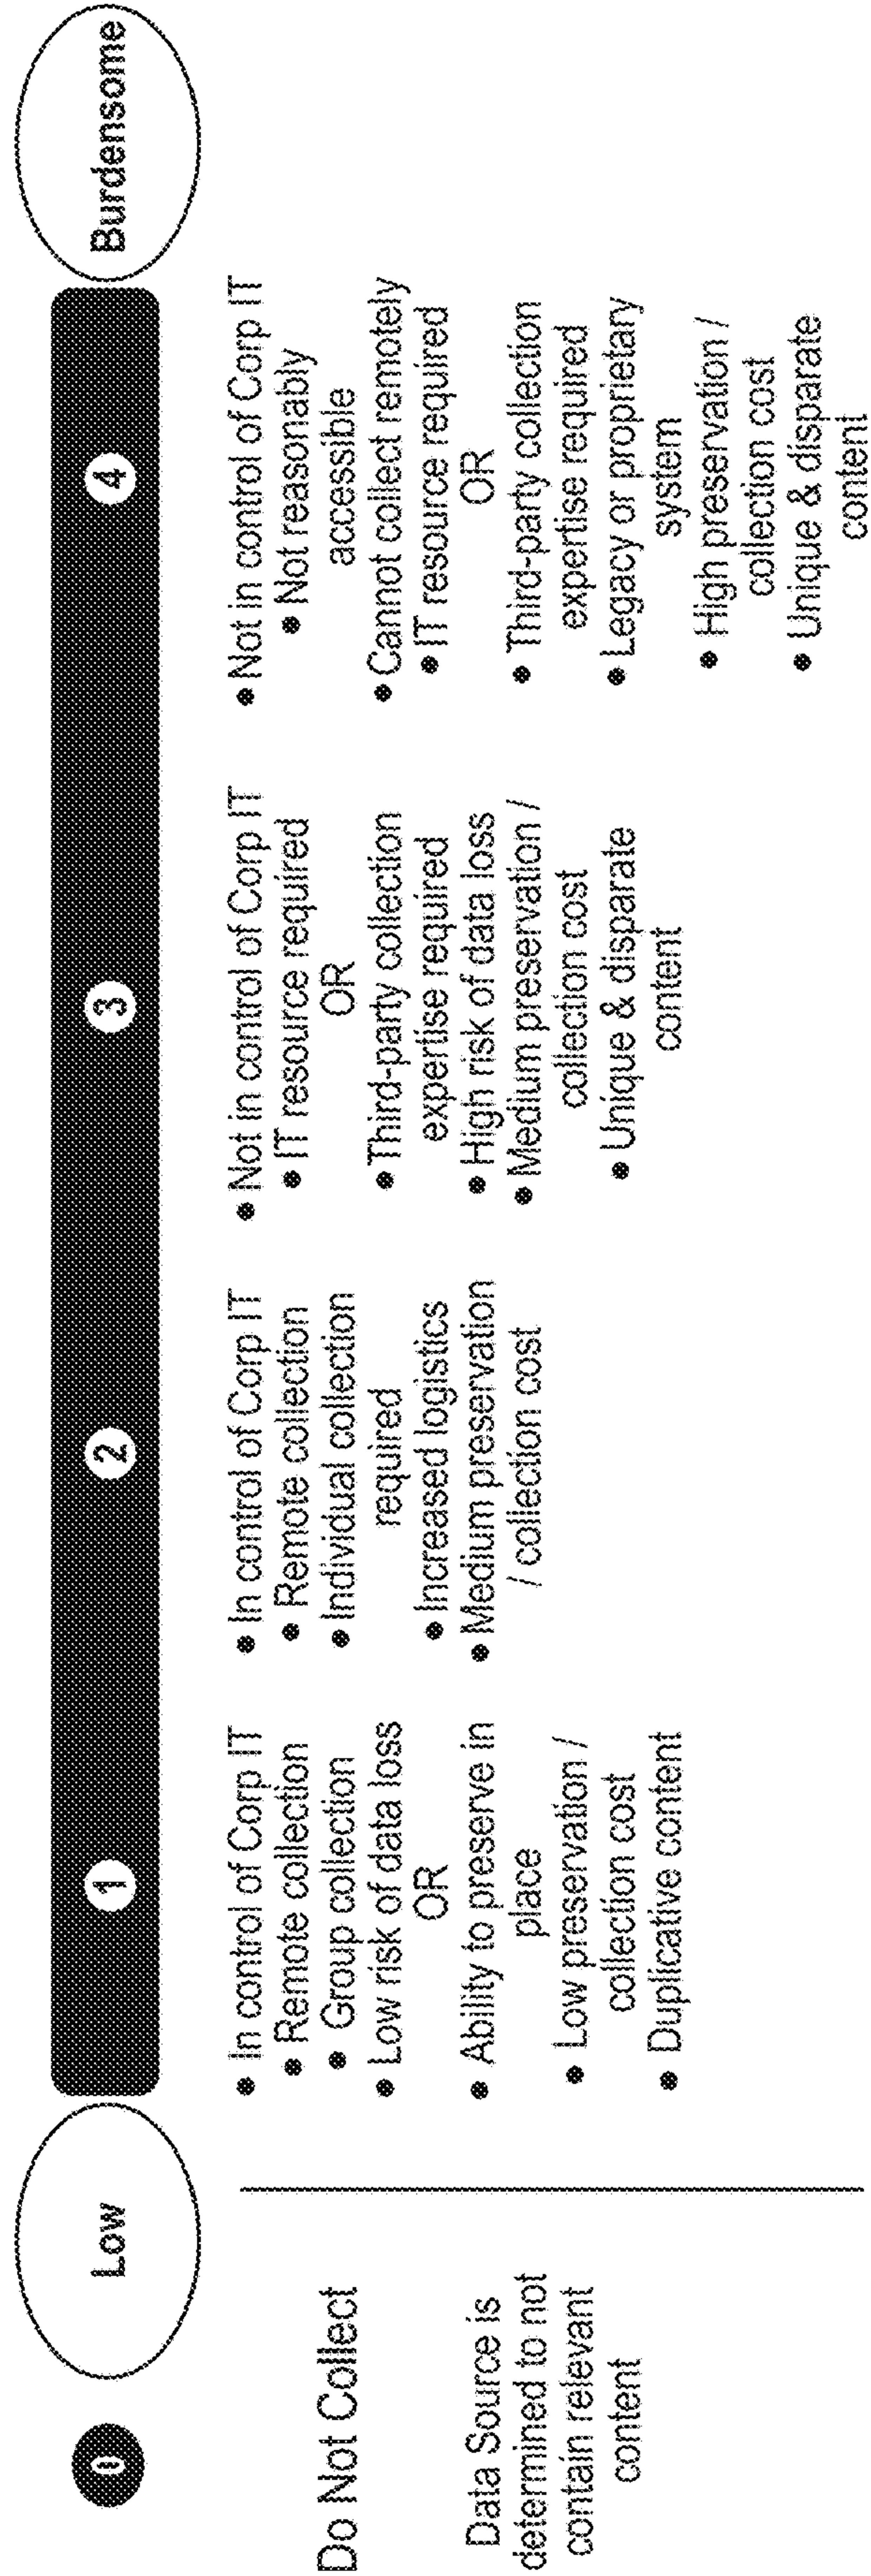 0
Low
1
2
3
4
Burdensome
Do Not Collect
Data Source is
determined to not
contain relevant
content
• In control of Corp IT
• Remote collection
• Group collection
• Low risk of data loss
OR
• Ability to preserve in
place
• Low preservation /
collection cost
• Duplicative content
• In control of Corp IT
• Remote collection
• Individual collection
required
• Increased logistics
• Medium preservation
/ collection cost
• Not in control of Corp IT
• IT resource required
OR
• Third-party collection
expertise required
• High risk of data loss
• Medium preservation /
collection cost
• Unique & disparate
content
• Not in control of Corp IT
• Not reasonably
accessible
• Cannot collect remotely
• IT resource required
OR
• Third-party collection
expertise required
• Legacy or proprietary
system
• High preservation /
collection cost
• Unique & disparate
content